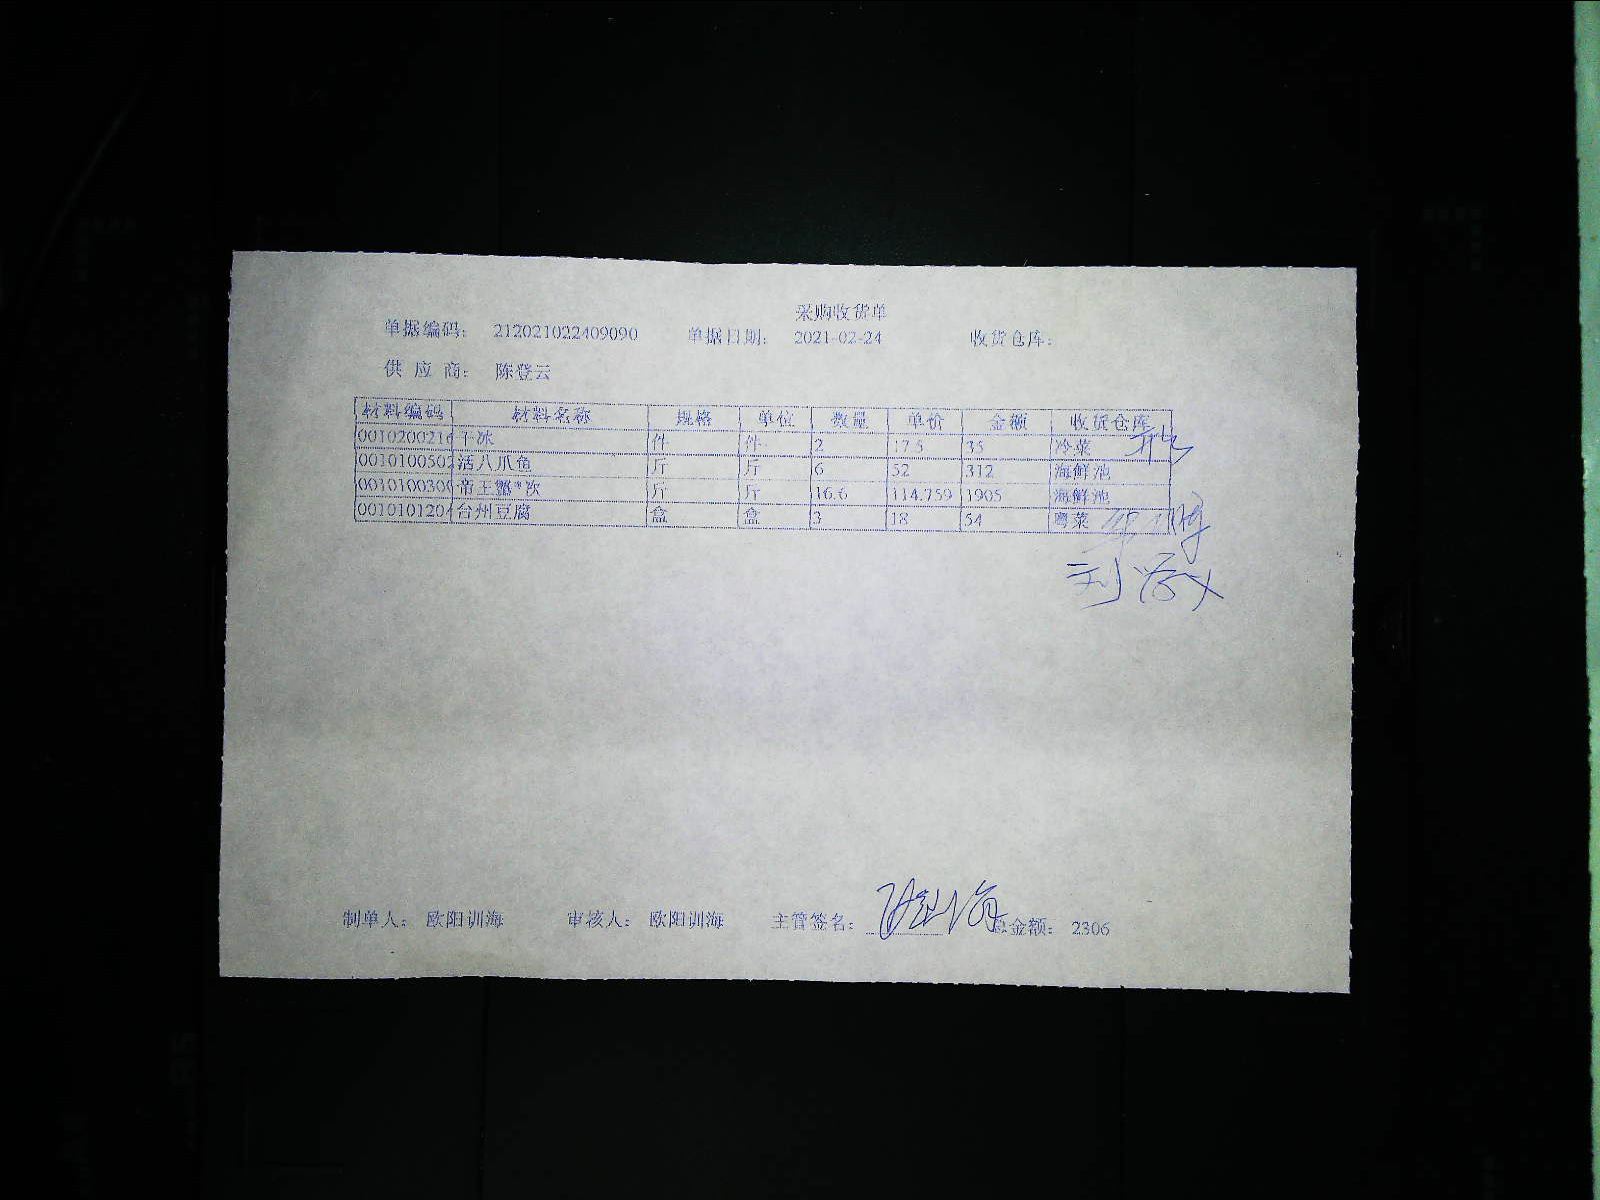 采购收货单
单据编码： 212021022409090 单据日期： 2021-02-24 收货仓库：
供 应 商： 陈登云
材料编码 材料名称 规格 单位 数量 单价 金额 收货仓库
0010200216 干冰 件 件 2 17.5 35 冷菜
0010100502 活八爪鱼 斤 斤 6 52 312 海鲜池
0010100300 帝王蟹*次 斤 斤 16.6 114.759 1905 海鲜池
0010101204 台州豆腐 盒 盒 3 18 54 粤菜
制单人： 欧阳训海 审核人： 欧阳训海 主管签名： 总金额： 2306